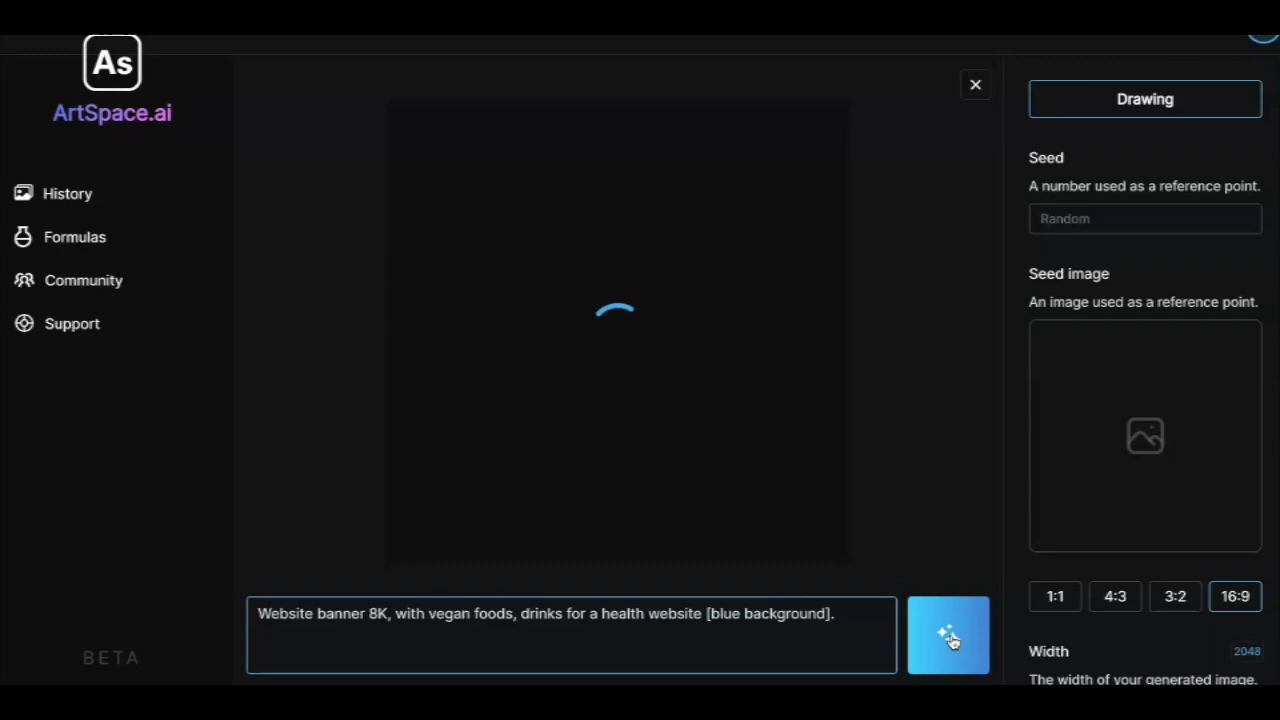 As
ArtSpace.ai
History
Formulas
Community
Support
BETA
Website banner 8K, with vegan foods, drinks for a health website [blue background].
Drawing
Seed
A number used as a reference point.
Random
Seed image
An image used as a reference point.
1:1 4:3 3:2 16:9
Width 2048
The width of your generated image.